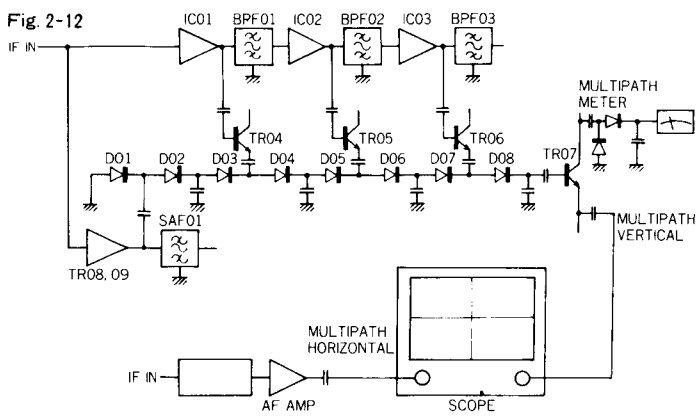 Fig. 2-12
IF IN
IC01
BPF01
IC02
BPF02
IC03
BPF03
MULTIPATH
METER
TR04
TR05
TR06
TR07
D01
D02
D03
D04
D05
D06
D07
D08
SAF01
TR08, 09
MULTIPATH
VERTICAL
MULTIPATH
HORIZONTAL
IF IN
AF AMP
SCOPE